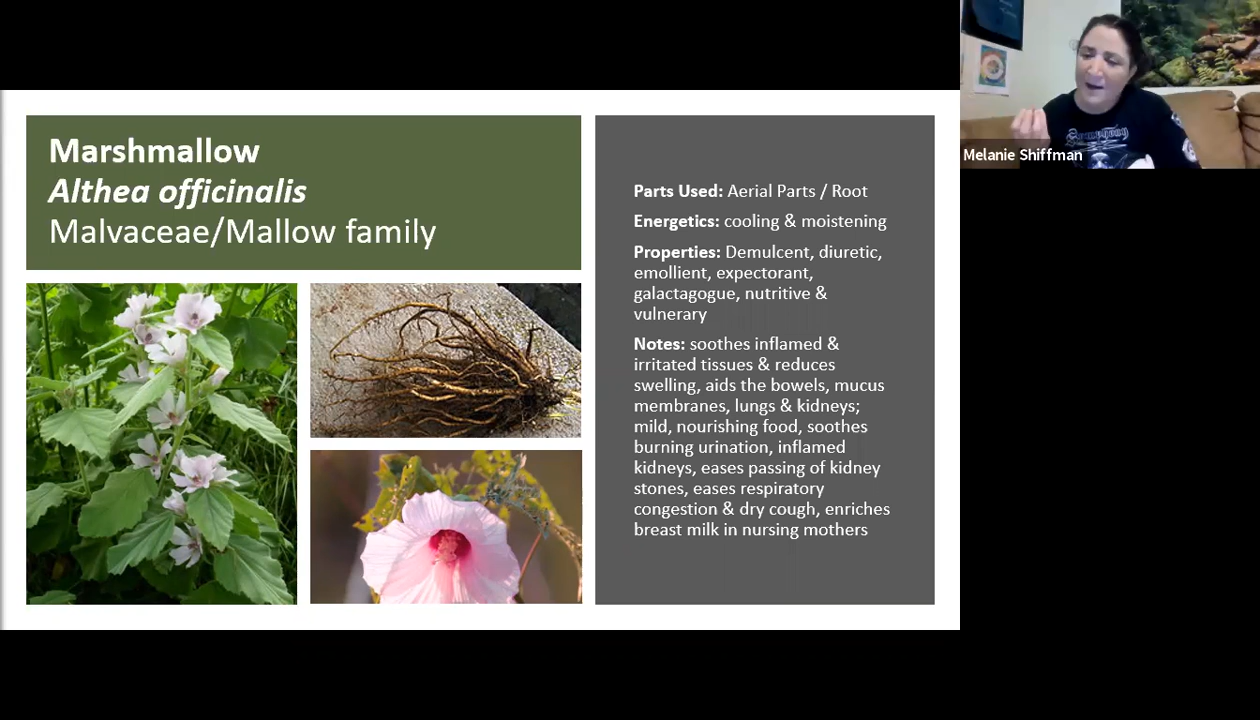 Marshmallow
Althea officinalis
Malvaceae/Mallow family
Parts Used: Aerial Parts / Root
Energetics: cooling & moistening
Properties: Demulcent, diuretic,
emollient, expectorant,
galactagogue, nutritive &
vulnerary
Notes: soothes inflamed &
irritated tissues & reduces
swelling, aids the bowels, mucus
membranes, lungs & kidneys;
mild, nourishing food, soothes
burning urination, inflamed
kidneys, eases passing of kidney
stones, eases respiratory
congestion & dry cough, enriches
breast milk in nursing mothers
Melanie Shiffman